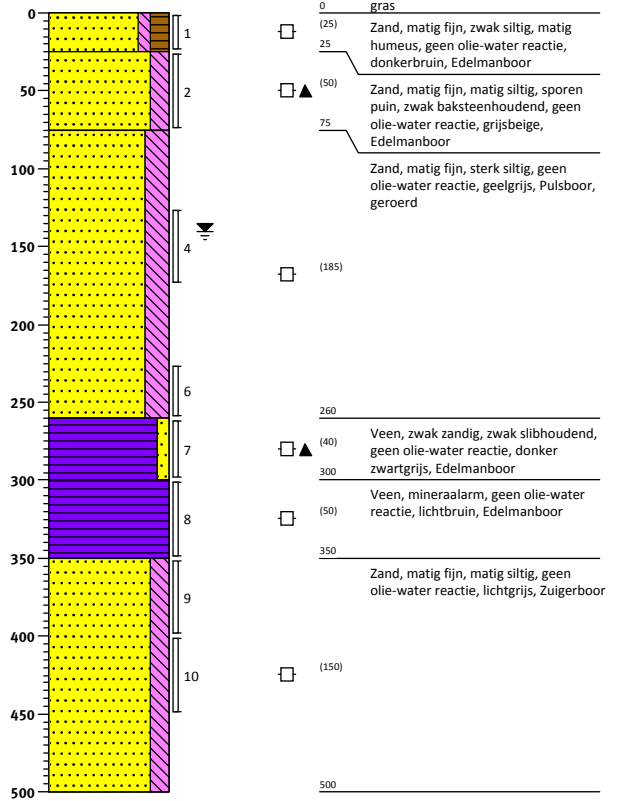 0
50
100
150
200
250
300
350
400
450
500
1
2
4
6
7
8
9
10
0
gras
(25)
Zand, matig fijn, zwak siltig, matig
humeus, geen olie-water reactie,
donkerbruin, Edelmanboor
25
(50)
Zand, matig fijn, matig siltig, sporen
puin, zwak baksteenhoudend, geen
olie-water reactie, grijsbeige,
Edelmanboor
75
Zand, matig fijn, sterk siltig, geen
olie-water reactie, geelgrijs, Pulsboor,
geroerd
(185)
260
(40)
Veen, zwak zandig, zwak slibhoudend,
geen olie-water reactie, donker
zwartgrijs, Edelmanboor
300
(50)
Veen, mineraalarm, geen olie-water
reactie, lichtbruin, Edelmanboor
350
Zand, matig fijn, matig siltig, geen
olie-water reactie, lichtgrijs, Zuigerboor
(150)
500